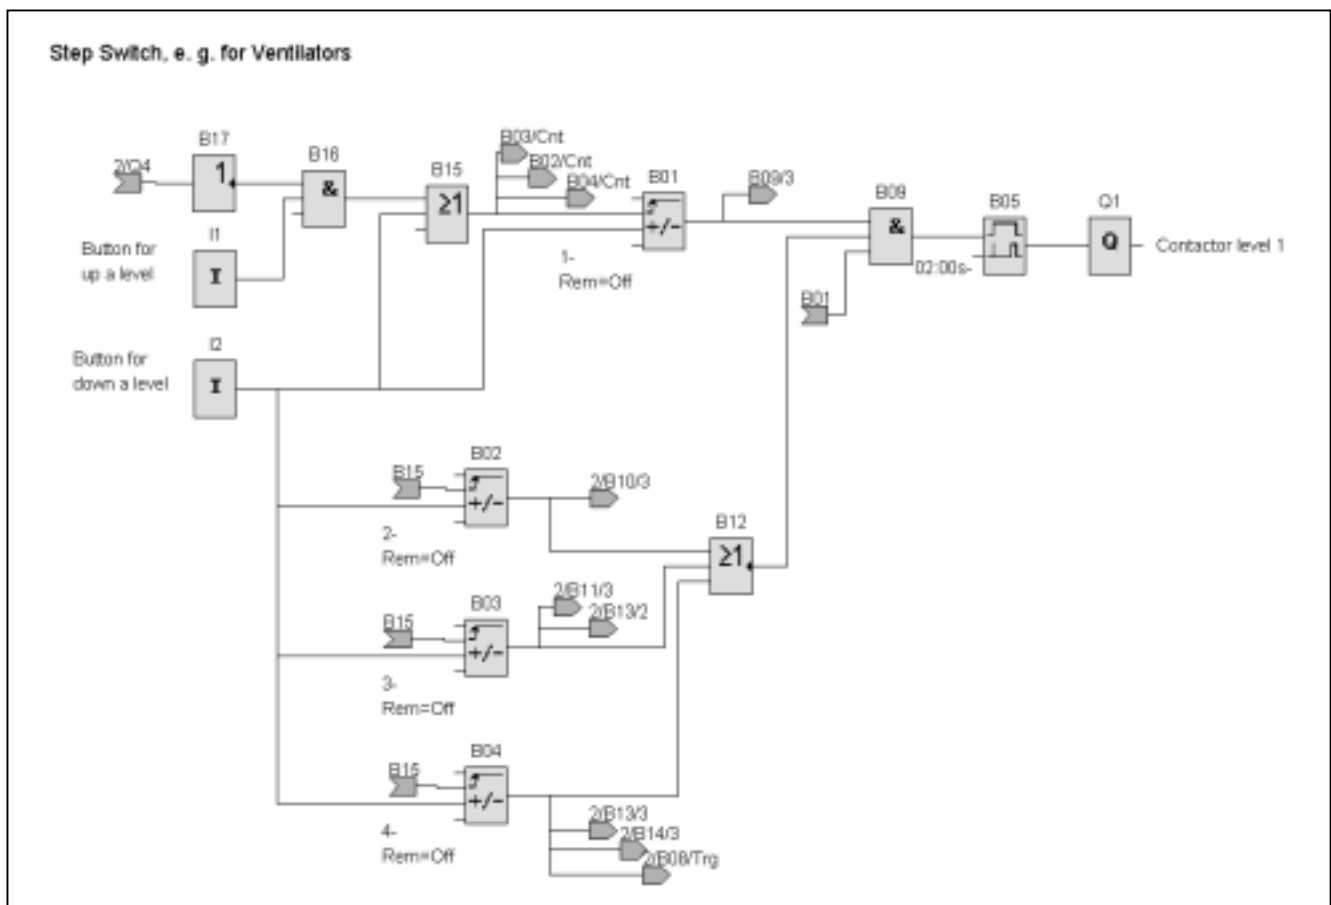 Step Switch, e. g. for Ventilators
B17
2/Q4
1
B16
&
B15
≥1
B03/Cnt
B02/Cnt
B04/Cnt
B01
+/-
1-
Rem=Off
B09/3
B09
&
B05
02:00s-
Q1
Q
Contactor level 1
Button for
up a level
I1
I
B01
Button for
down a level
I2
I
B02
B15
+/-
2-
Rem=Off
2/B10/3
B12
≥1
B03
B15
+/-
3-
Rem=Off
2/B11/3
2/B13/2
B04
B15
+/-
4-
Rem=Off
2/B13/3
2/B14/3
2/B08/Trg